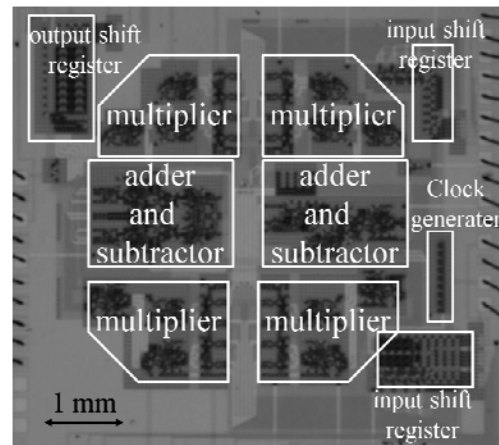 output shift
register
input shift
register
multiplier
multiplier
adder
and
subtractor
adder
and
subtractor
Clock
generater
multiplier
multiplier
1 mm
input shift
register